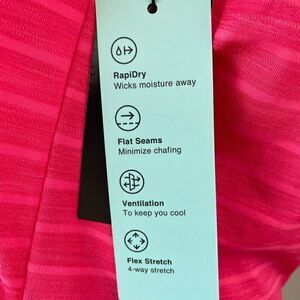 RapiDry
Wicks moisture away
Flat Seams
Minimize chafing
Ventilation
To keep you cool
Flex Stretch
4-way stretch